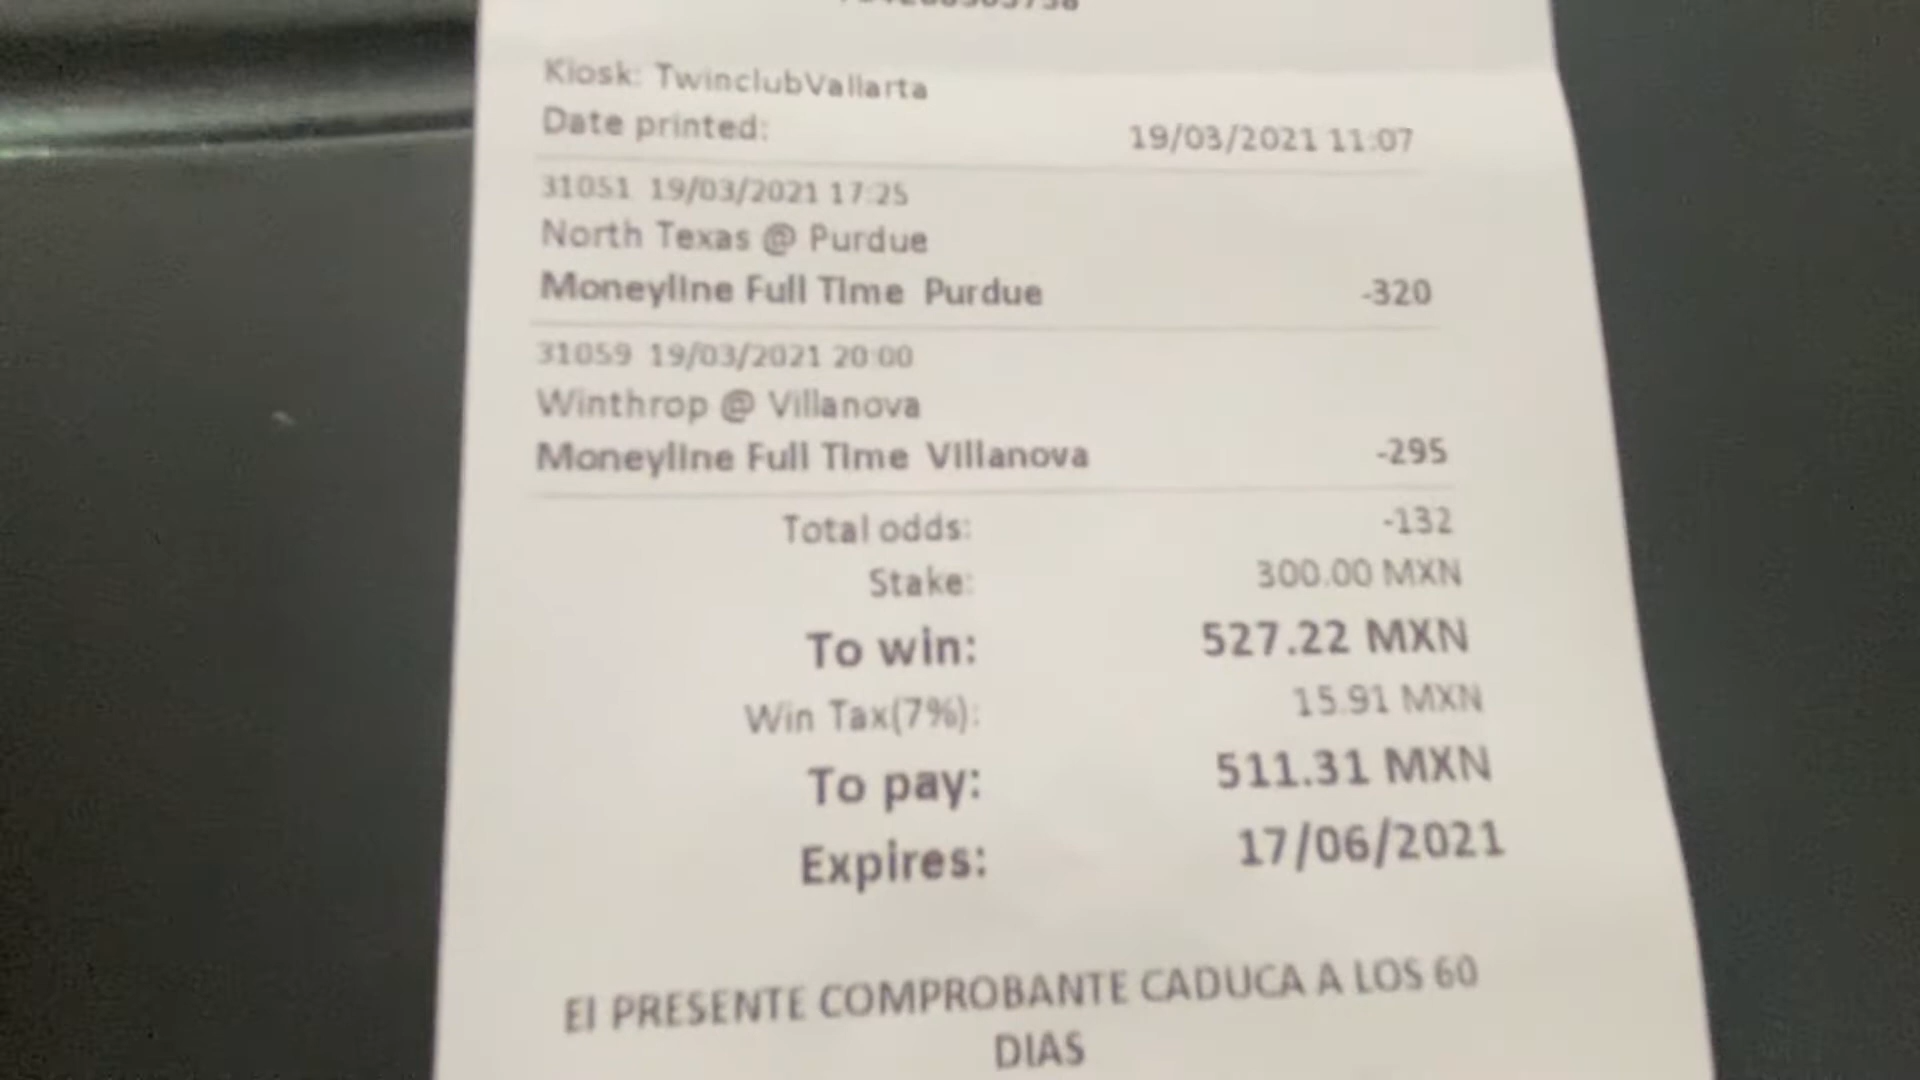 Kiosk: TwinclubVallarta
Date printed: 19/03/2021 11:07
31051 19/03/2021 17:25
North Texas @ Purdue
Moneyline Full Time Purdue -320
31059 19/03/2021 20:00
Winthrop @ Villanova
Moneyline Full Time Villanova -295
Total odds: -132
Stake: 300.00 MXN
To win: 527.22 MXN
Win Tax(7%): 15.91 MXN
To pay: 511.31 MXN
Expires: 17/06/2021
El PRESENTE COMPROBANTE CADUCA A LOS 60
DIAS